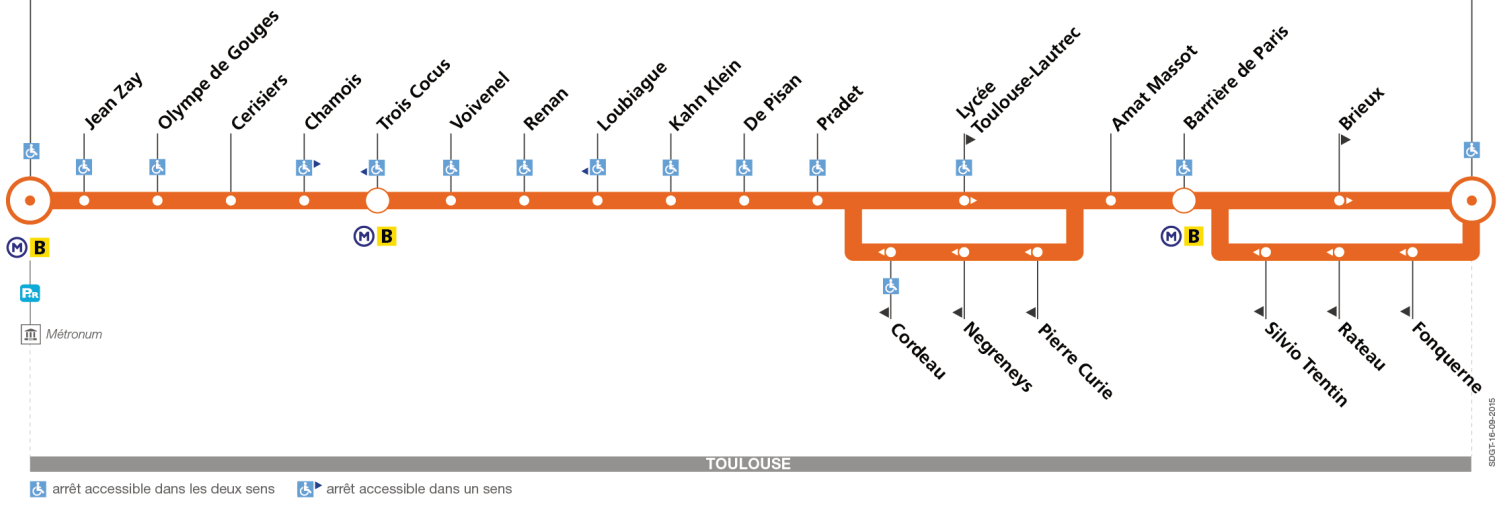 Jean Zay
Olympe de Gouges
Cerisiers
Chamois
Trois Cocus
Voivenel
Renan
Loubiague
Kahn Klein
De Pisan
Pradet
Lycée
Toulouse-Lautrec
Amat Massot
Barrière de Paris
Brieux
M B
M B
M B
P+R
Métronum
Cordeau
Negreneys
Pierre Curie
Silvio Trentin
Rateau
Fonquerne
SDGT-16-09-2015
TOULOUSE
arrêt accessible dans les deux sens
arrêt accessible dans un sens